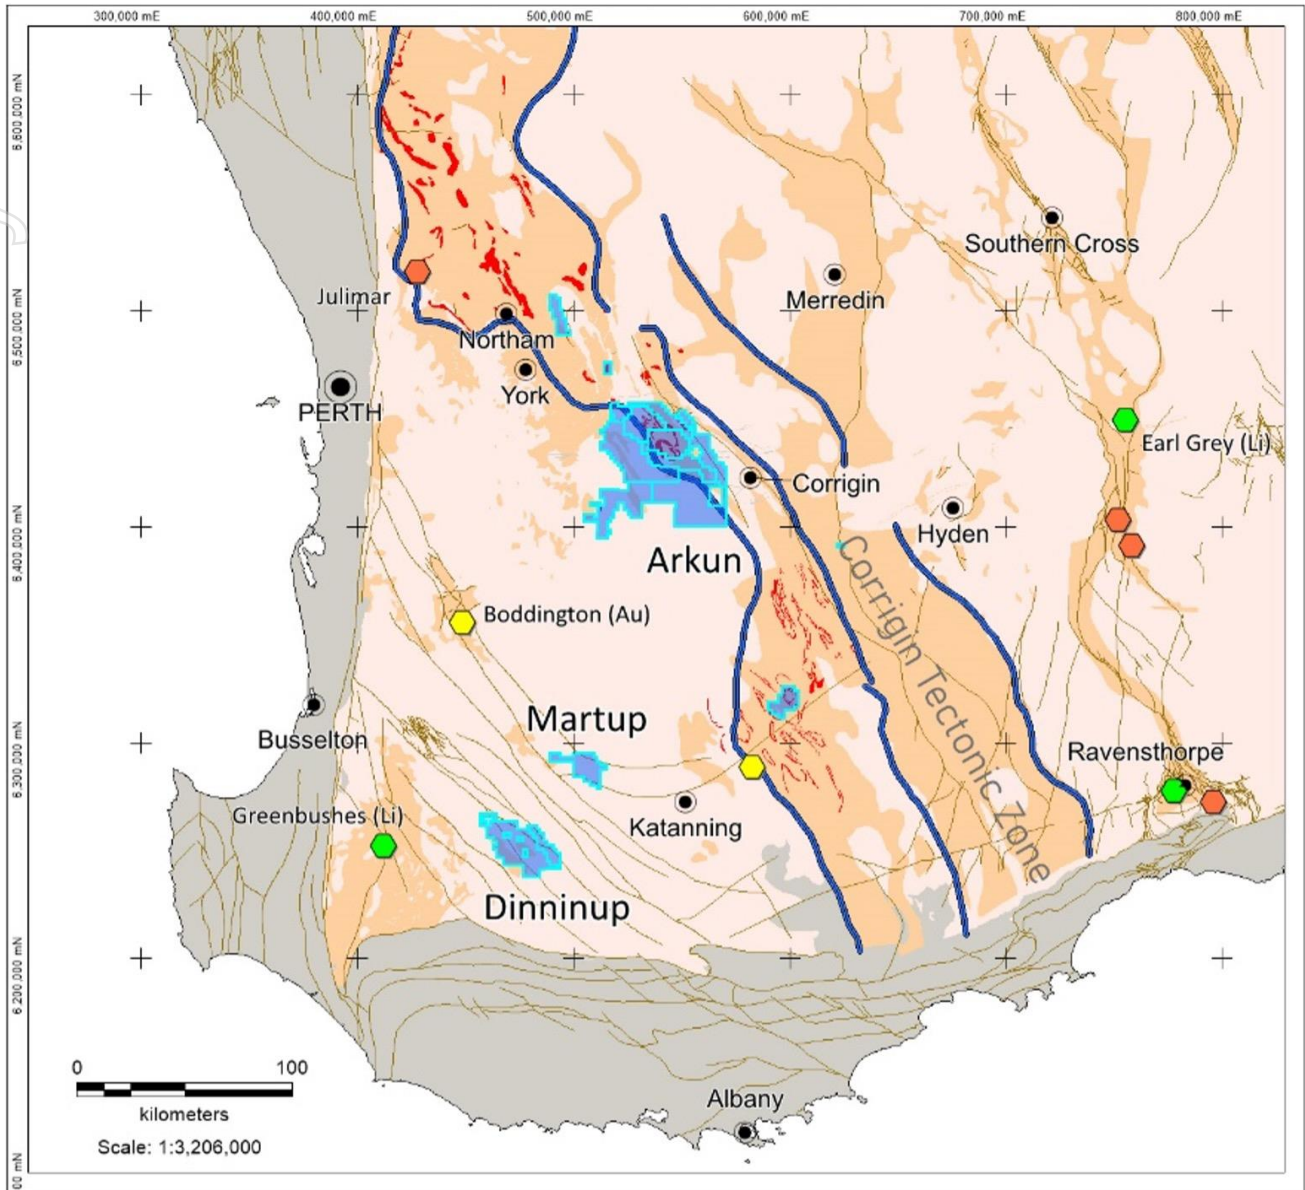 300,000 mE 400,000 mE 500,000 mE 600,000 mE 700,000 mE 800,000 mE
6,600,000 mN
Southern Cross
Merredin
Julimar
6,500,000 mN
Northam
York
PERTH
Earl Grey (Li)
Corrigin
Hyden
6,400,000 mN
Arkun
Corrigin Tectonic Zone
Boddington (Au)
Martup
Busselton
Ravensthorpe
6,300,000 mN
Greenbushes (Li)
Katanning
Dinninup
6,200,000 mN
0 100
kilometers
Scale: 1:3,206,000
Albany
00 mN